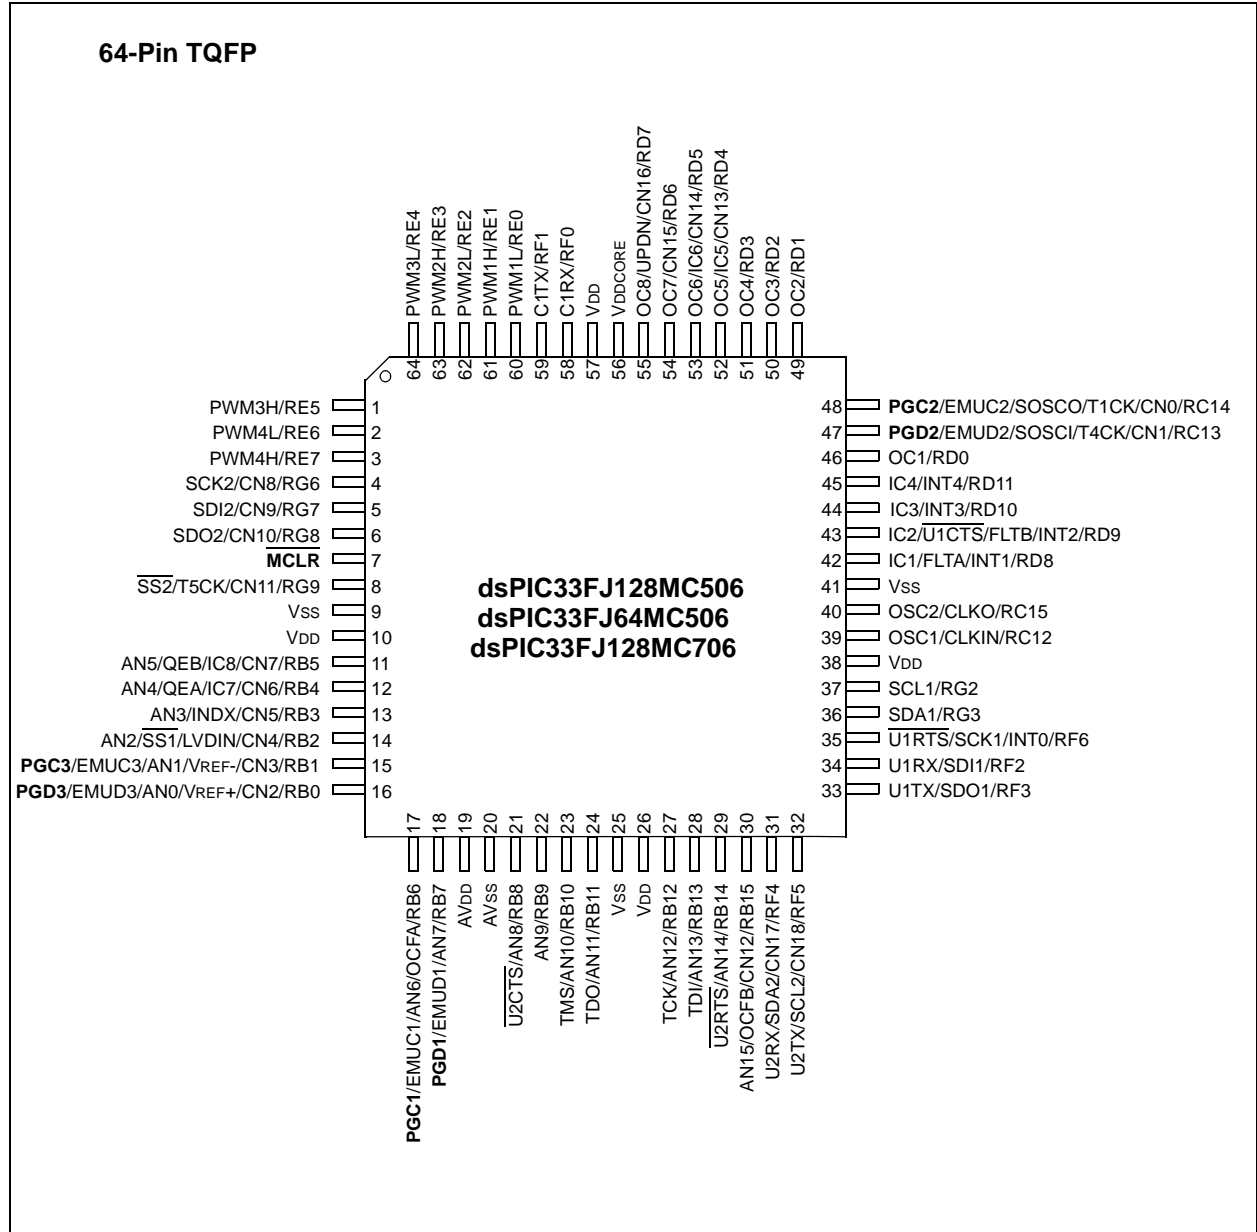 64-Pin TQFP
PWM3L/RE4
PWM2H/RE3
PWM2L/RE2
PWM1H/RE1
PWM1L/RE0
C1TX/RF1
C1RX/RF0
VDD
VDDCORE
OC8/UPDN/CN16/RD7
OC7/CN15/RD6
OC6/IC6/CN14/RD5
OC5/IC5/CN13/RD4
OC4/RD3
OC3/RD2
OC2/RD1
64
63
62
61
60
59
58
57
56
55
54
53
52
51
50
49
PWM3H/RE5 1
PWM4L/RE6 2
PWM4H/RE7 3
SCK2/CN8/RG6 4
SDI2/CN9/RG7 5
SDO2/CN10/RG8 6
MCLR 7
SS2/T5CK/CN11/RG9 8
VSS 9
VDD 10
AN5/QEB/IC8/CN7/RB5 11
AN4/QEA/IC7/CN6/RB4 12
AN3/INDX/CN5/RB3 13
AN2/SS1/LVDIN/CN4/RB2 14
PGC3/EMUC3/AN1/VREF-/CN3/RB1 15
PGD3/EMUD3/AN0/VREF+/CN2/RB0 16
dsPIC33FJ128MC506
dsPIC33FJ64MC506
dsPIC33FJ128MC706
48 PGC2/EMUC2/SOSCO/T1CK/CN0/RC14
47 PGD2/EMUD2/SOSCI/T4CK/CN1/RC13
46 OC1/RD0
45 IC4/INT4/RD11
44 IC3/INT3/RD10
43 IC2/U1CTS/FLTB/INT2/RD9
42 IC1/FLTA/INT1/RD8
41 VSS
40 OSC2/CLKO/RC15
39 OSC1/CLKIN/RC12
38 VDD
37 SCL1/RG2
36 SDA1/RG3
35 U1RTS/SCK1/INT0/RF6
34 U1RX/SDI1/RF2
33 U1TX/SDO1/RF3
17
18
19
20
21
22
23
24
25
26
27
28
29
30
31
32
PGC1/EMUC1/AN6/OCFA/RB6
PGD1/EMUD1/AN7/RB7
AVDD
AVSS
U2CTS/AN8/RB8
AN9/RB9
TMS/AN10/RB10
TDO/AN11/RB11
VSS
VDD
TCK/AN12/RB12
TDI/AN13/RB13
U2RTS/AN14/RB14
AN15/OCFB/CN12/RB15
U2RX/SDA2/CN17/RF4
U2TX/SCL2/CN18/RF5